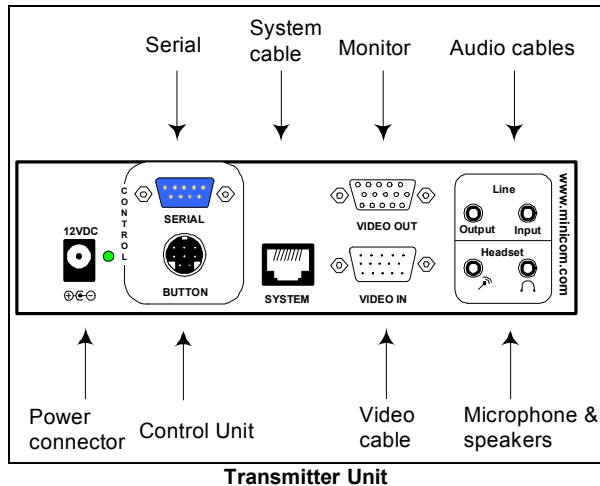 Serial
System
cable
Monitor
Audio cables
CONTROL
12VDC
SERIAL
BUTTON
SYSTEM
VIDEO OUT
VIDEO IN
Line
Output Input
Headset
www.minicom.com
Power
connector
Control Unit
Video
cable
Microphone &
speakers
Transmitter Unit